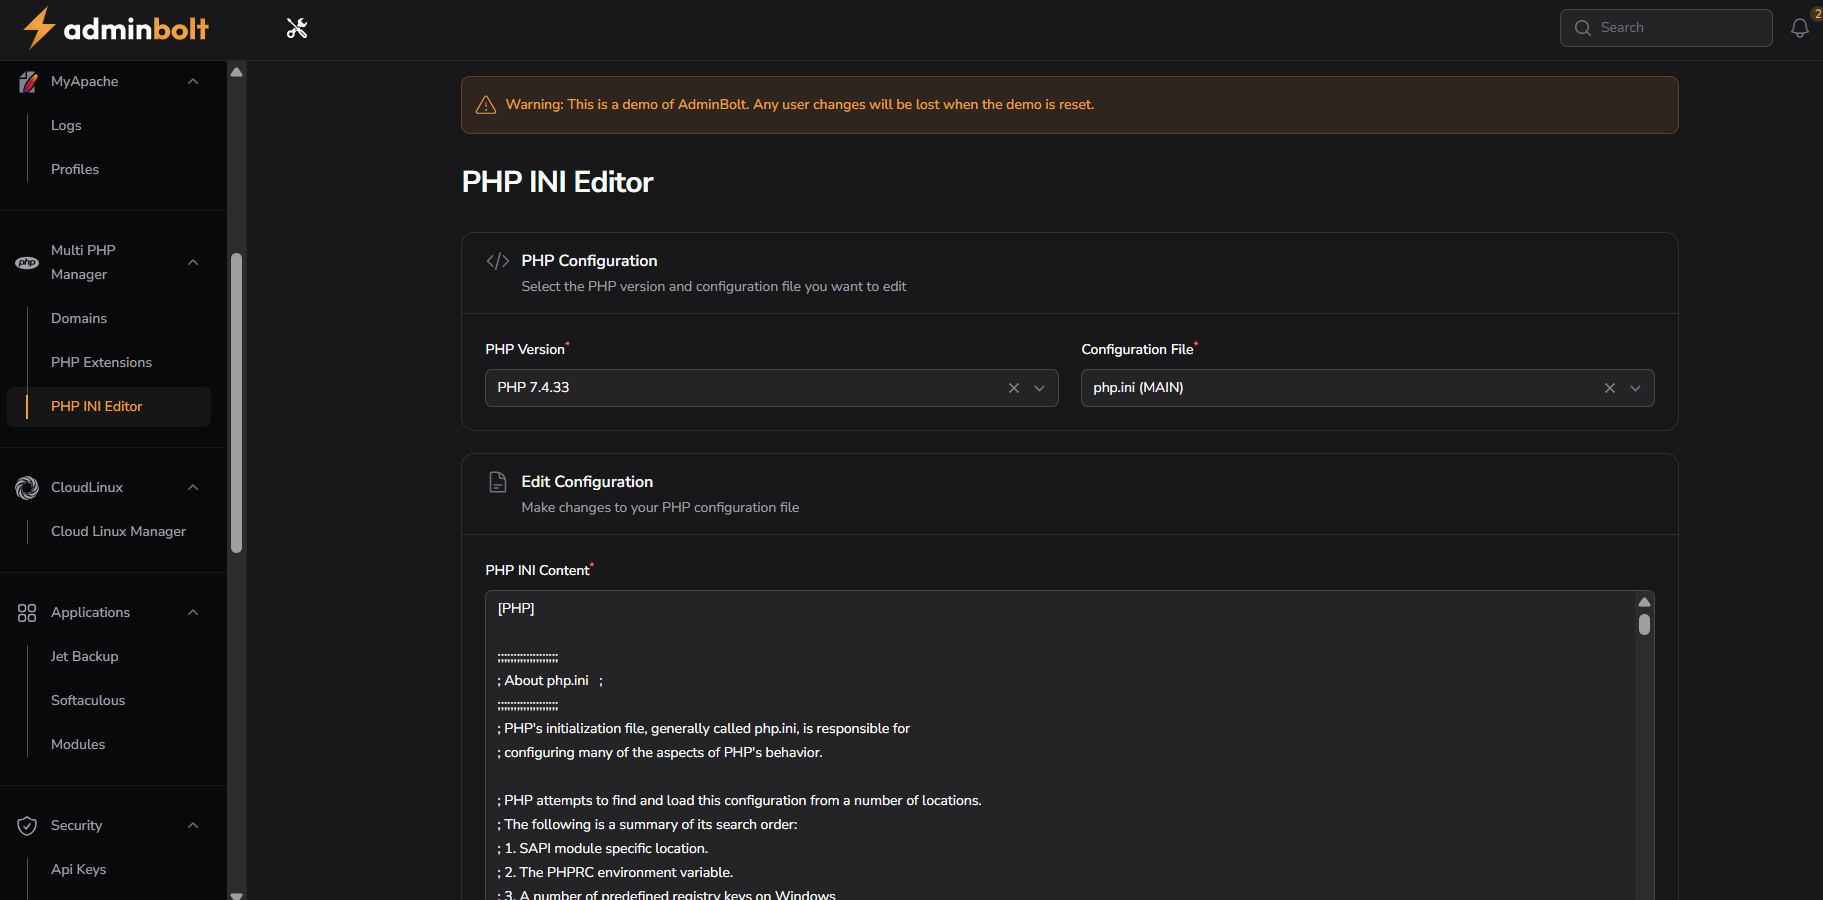 adminbolt
Search
2
MyApache
Logs
Profiles
php
Multi PHP
Manager
Domains
PHP Extensions
PHP INI Editor
CloudLinux
Cloud Linux Manager
Applications
Jet Backup
Softaculous
Modules
Security
Api Keys
Warning: This is a demo of AdminBolt. Any user changes will be lost when the demo is reset.
PHP INI Editor
PHP Configuration
Select the PHP version and configuration file you want to edit
PHP Version*
PHP 7.4.33
Configuration File*
php.ini (MAIN)
Edit Configuration
Make changes to your PHP configuration file
PHP INI Content*
[PHP]
;;;;;;;;;;;;;;;;;;;
; About php.ini   ;
;;;;;;;;;;;;;;;;;;;
; PHP's initialization file, generally called php.ini, is responsible for
; configuring many of the aspects of PHP's behavior.
; PHP attempts to find and load this configuration from a number of locations.
; The following is a summary of its search order:
; 1. SAPI module specific location.
; 2. The PHPRC environment variable.
; 3. A number of predefined registry keys on Windows